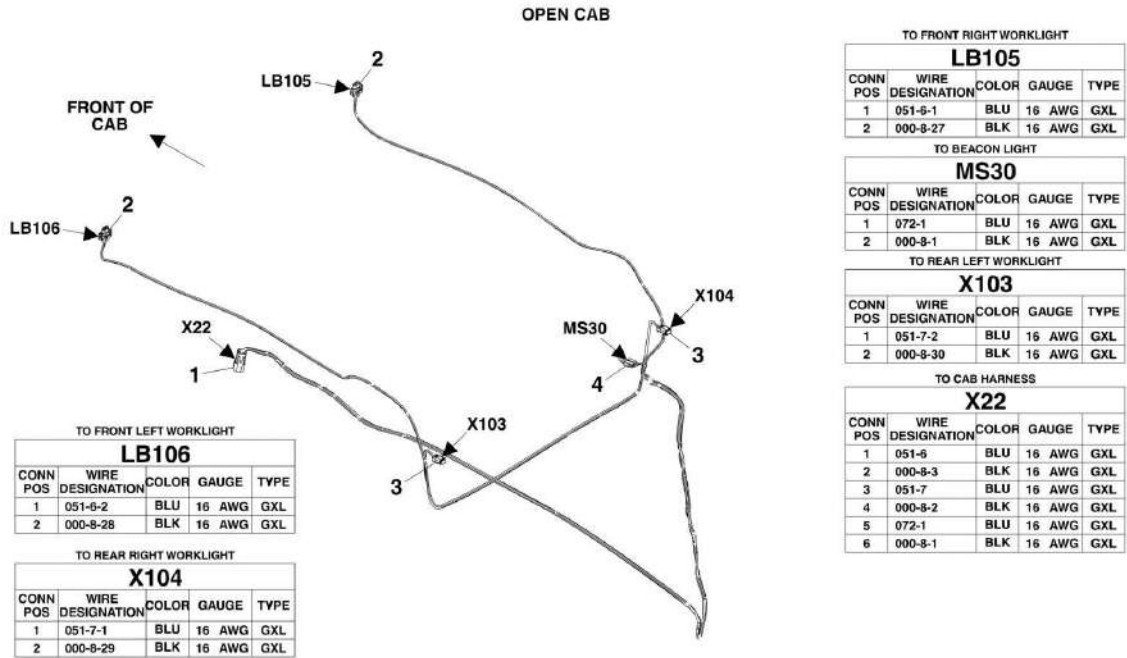 OPEN CAB
FRONT OF
CAB
LB105
2
2
LB106
X22
1
X104
3
MS30
4
X103
3
TO FRONT LEFT WORKLIGHT
LB106
CONN POS WIRE DESIGNATION COLOR GAUGE TYPE
1 051-6-2 BLU 16 AWG GXL
2 000-8-28 BLK 16 AWG GXL
TO REAR RIGHT WORKLIGHT
X104
CONN POS WIRE DESIGNATION COLOR GAUGE TYPE
1 051-7-1 BLU 16 AWG GXL
2 000-8-29 BLK 16 AWG GXL
TO FRONT RIGHT WORKLIGHT
LB105
CONN POS WIRE DESIGNATION COLOR GAUGE TYPE
1 051-6-1 BLU 16 AWG GXL
2 000-8-27 BLK 16 AWG GXL
TO BEACON LIGHT
MS30
CONN POS WIRE DESIGNATION COLOR GAUGE TYPE
1 072-1 BLU 16 AWG GXL
2 000-8-1 BLK 16 AWG GXL
TO REAR LEFT WORKLIGHT
X103
CONN POS WIRE DESIGNATION COLOR GAUGE TYPE
1 051-7-2 BLU 16 AWG GXL
2 000-8-30 BLK 16 AWG GXL
TO CAB HARNESS
X22
CONN POS WIRE DESIGNATION COLOR GAUGE TYPE
1 051-6 BLU 16 AWG GXL
2 000-8-3 BLK 16 AWG GXL
3 051-7 BLU 16 AWG GXL
4 000-8-2 BLK 16 AWG GXL
5 072-1 BLU 16 AWG GXL
6 000-8-1 BLK 16 AWG GXL